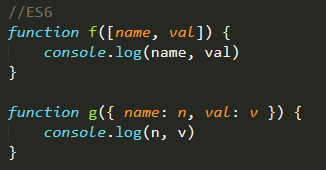 //ES6
function f([name, val]) {
    console.log(name, val)
}
function g({ name: n, val: v }) {
    console.log(n, v)
}